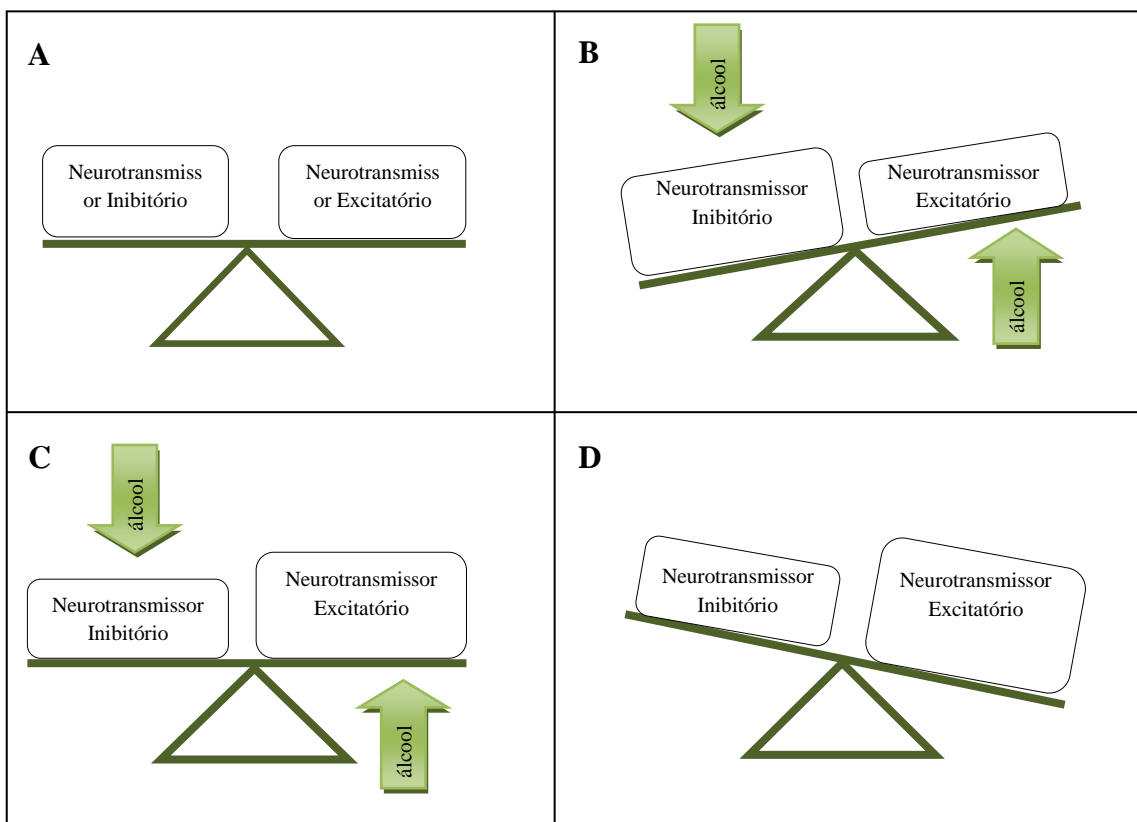 A
Neurotransmiss
or Inibitório
Neurotransmiss
or Excitatório
B
álcool
Neurotransmissor
Inibitório
Neurotransmissor
Excitatório
álcool
C
álcool
Neurotransmissor
Inibitório
Neurotransmissor
Excitatório
álcool
D
Neurotransmissor
Inibitório
Neurotransmissor
Excitatório